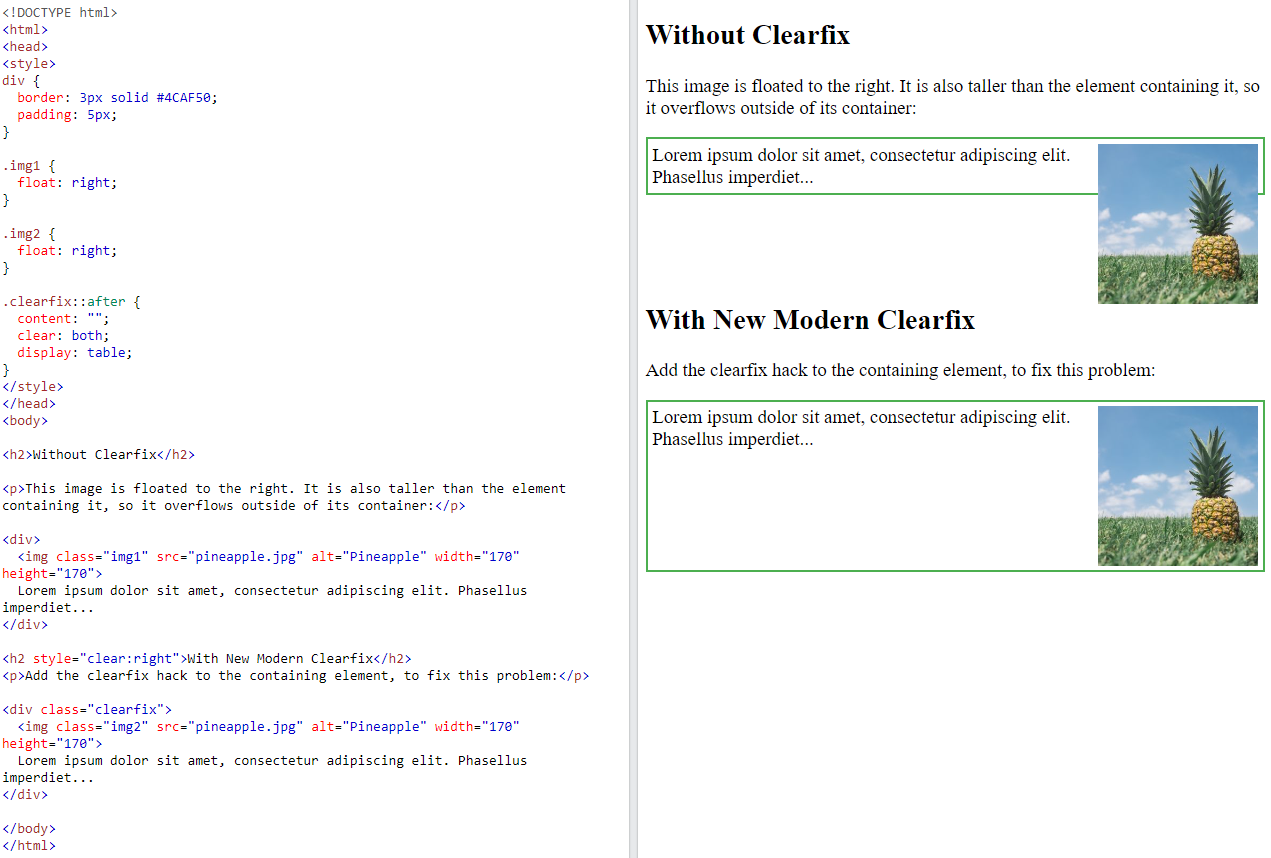 <!DOCTYPE html>
<html>
<head>
<style>
div {
  border: 3px solid #4CAF50;
  padding: 5px;
}

.img1 {
  float: right;
}

.img2 {
  float: right;
}

.clearfix::after {
  content: "";
  clear: both;
  display: table;
}
</style>
</head>
<body>

<h2>Without Clearfix</h2>

<p>This image is floated to the right. It is also taller than the element
containing it, so it overflows outside of its container:</p>

<div>
  <img class="img1" src="pineapple.jpg" alt="Pineapple" width="170"
height="170">
  Lorem ipsum dolor sit amet, consectetur adipiscing elit. Phasellus
imperdiet...
</div>

<h2 style="clear:right">With New Modern Clearfix</h2>
<p>Add the clearfix hack to the containing element, to fix this problem:</p>

<div class="clearfix">
  <img class="img2" src="pineapple.jpg" alt="Pineapple" width="170"
height="170">
  Lorem ipsum dolor sit amet, consectetur adipiscing elit. Phasellus
imperdiet...
</div>

</body>
</html>
Without Clearfix
This image is floated to the right. It is also taller than the element containing it, so
it overflows outside of its container:
Lorem ipsum dolor sit amet, consectetur adipiscing elit.
Phasellus imperdiet...
With New Modern Clearfix
Add the clearfix hack to the containing element, to fix this problem:
Lorem ipsum dolor sit amet, consectetur adipiscing elit.
Phasellus imperdiet...